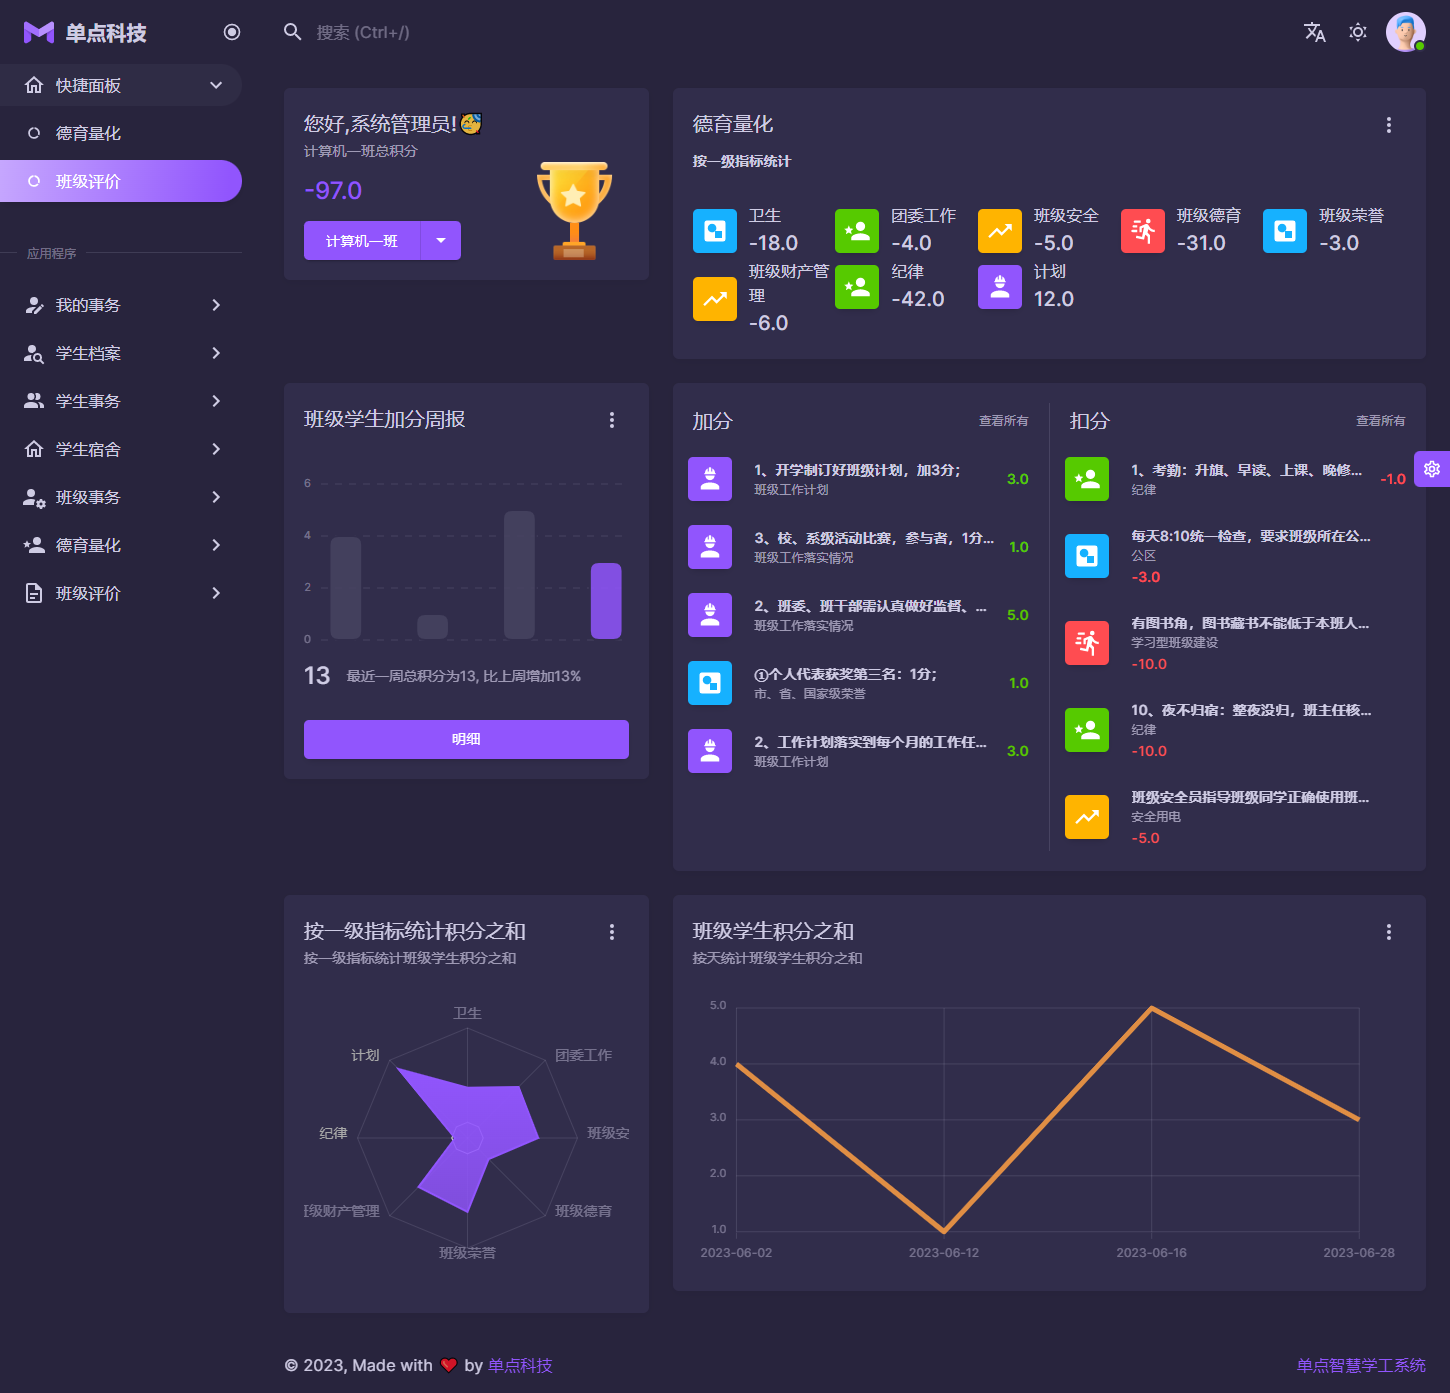 单点科技
搜索 (Ctrl+/)
快捷面板
德育量化
班级评价
应用程序
我的事务
学生档案
学生事务
学生宿舍
班级事务
德育量化
班级评价
您好,系统管理员!🥳
计算机一班总积分
-97.0
计算机一班
德育量化
按一级指标统计
卫生
-18.0
团委工作
-4.0
班级安全
-5.0
班级德育
-31.0
班级荣誉
-3.0
班级财产管
理
-6.0
纪律
-42.0
计划
12.0
班级学生加分周报
6
4
2
0
13 最近一周总积分为13, 比上周增加13%
明细
加分 查看所有
1、开学制订好班级计划，加3分；
班级工作计划
3.0
3、校、系级活动比赛，参与者，1分...
班级工作落实情况
1.0
2、班委、班干部需认真做好监督、...
班级工作落实情况
5.0
①个人代表获奖第三名：1分；
市、省、国家级荣誉
1.0
2、工作计划落实到每个月的工作任...
班级工作计划
3.0
扣分 查看所有
1、考勤：升旗、早读、上课、晚修...
纪律
-1.0
每天8:10统一检查，要求班级所在公...
公区
-3.0
有图书角，图书藏书不能低于本班人...
学习型班级建设
-10.0
10、夜不归宿：整夜没归，班主任核...
纪律
-10.0
班级安全员指导班级同学正确使用班...
安全用电
-5.0
按一级指标统计积分之和
按一级指标统计班级学生积分之和
卫生
计划
团委工作
纪律
班级安
级财产管理
班级德育
班级荣誉
班级学生积分之和
按天统计班级学生积分之和
5.0
4.0
3.0
2.0
1.0
2023-06-02 2023-06-12 2023-06-16 2023-06-28
© 2023, Made with ❤️ by 单点科技
单点智慧学工系统